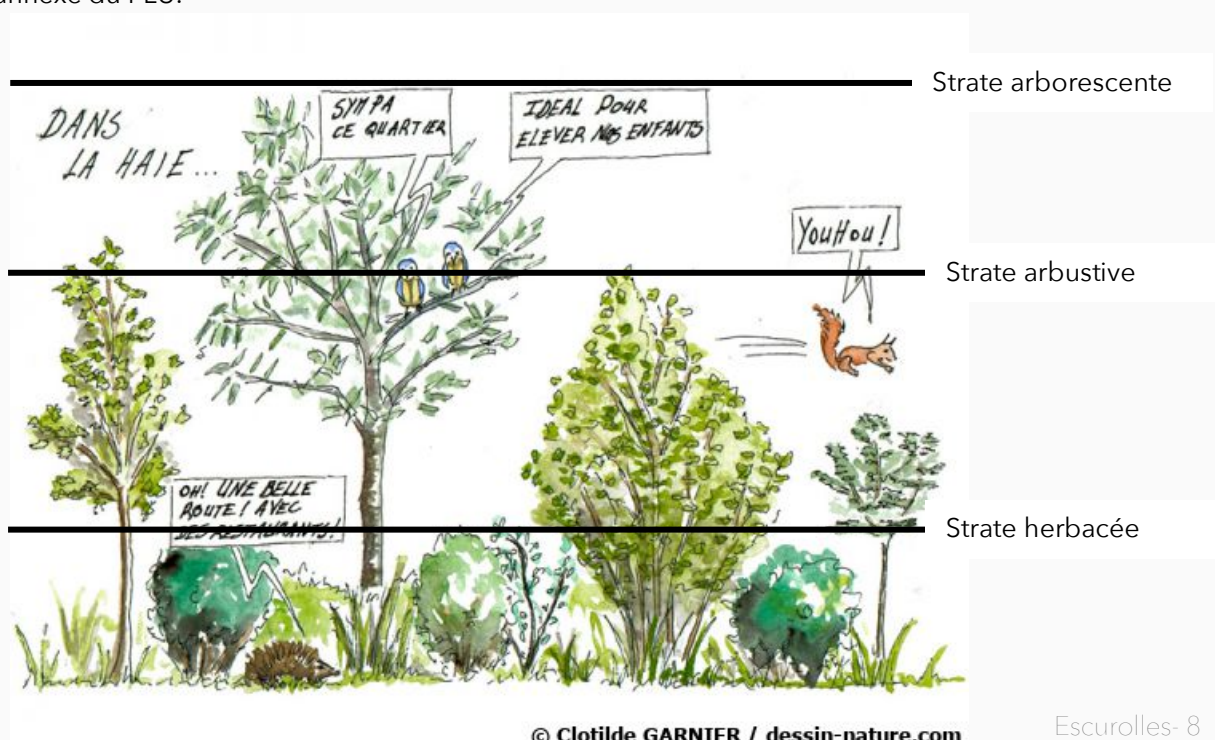 annexe du PLU.
Strate arborescente
DANS
LA HAIE...
SYMPA
CE QUARTIER
IDEAL POUR
ELEVER NOS ENFANTS
YouHou!
Strate arbustive
OH! UNE BELLE
ROUTE! AVEC
DES RESTAURANTS!
Strate herbacée
© Clotilde GARNIER / dessin-nature.com
Escurolles- 8